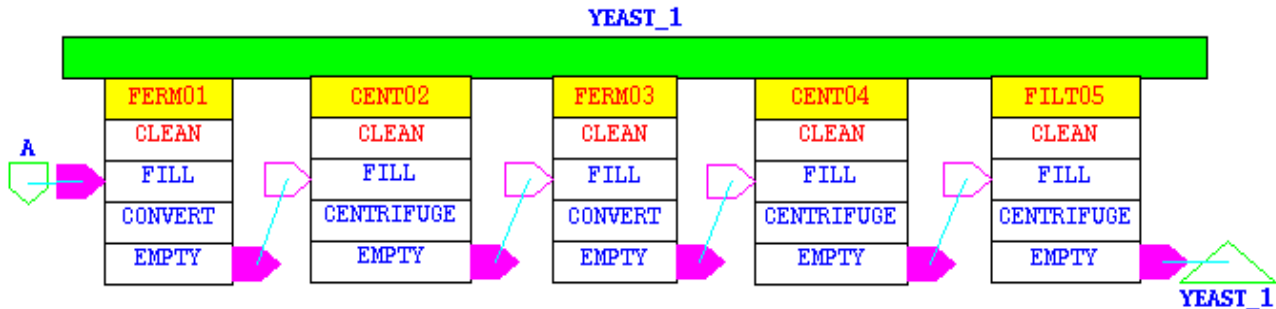 YEAST_1
FERM01 CENT02 FERM03 CENT04 FILT05
CLEAN CLEAN CLEAN CLEAN CLEAN
A
FILL FILL FILL FILL FILL
CONVERT CENTRIFUGE CONVERT CENTRIFUGE CENTRIFUGE
EMPTY EMPTY EMPTY EMPTY EMPTY
YEAST_1